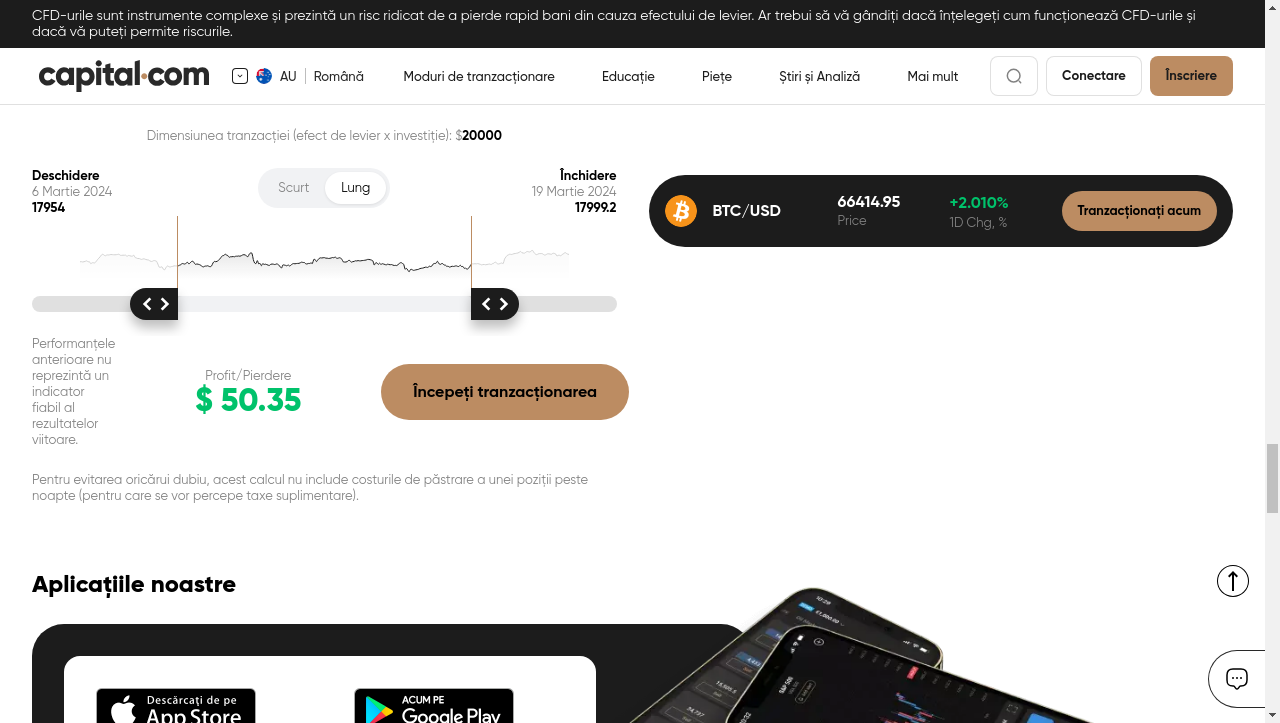 CFD-urile sunt instrumente complexe și prezintă un risc ridicat de a pierde rapid bani din cauza efectului de levier. Ar trebui să vă gândiți dacă înțelegeți cum funcționează CFD-urile și
dacă vă puteți permite riscurile.
capital.com
AU
Română
Moduri de tranzacționare
Educație
Piețe
Știri și Analiză
Mai mult
Conectare
Înscriere
Dimensiunea tranzacției (efect de levier x investiție): $20000
Deschidere
6 Martie 2024
17954
Scurt
Lung
Închidere
19 Martie 2024
17999.2
BTC/USD
66414.95
Price
+2.010%
1D Chg, %
Tranzacționați acum
Performanțele
anterioare nu
reprezintă un
indicator
fiabil al
rezultatelor
viitoare.
Profit/Pierdere
$ 50.35
Începeți tranzacționarea
Pentru evitarea oricărui dubiu, acest calcul nu include costurile de păstrare a unei poziții peste
noapte (pentru care se vor percepe taxe suplimentare).
Aplicațiile noastre
Descărcați de pe
App Store
ACUM PE
Google Play
10:29
S&P 500